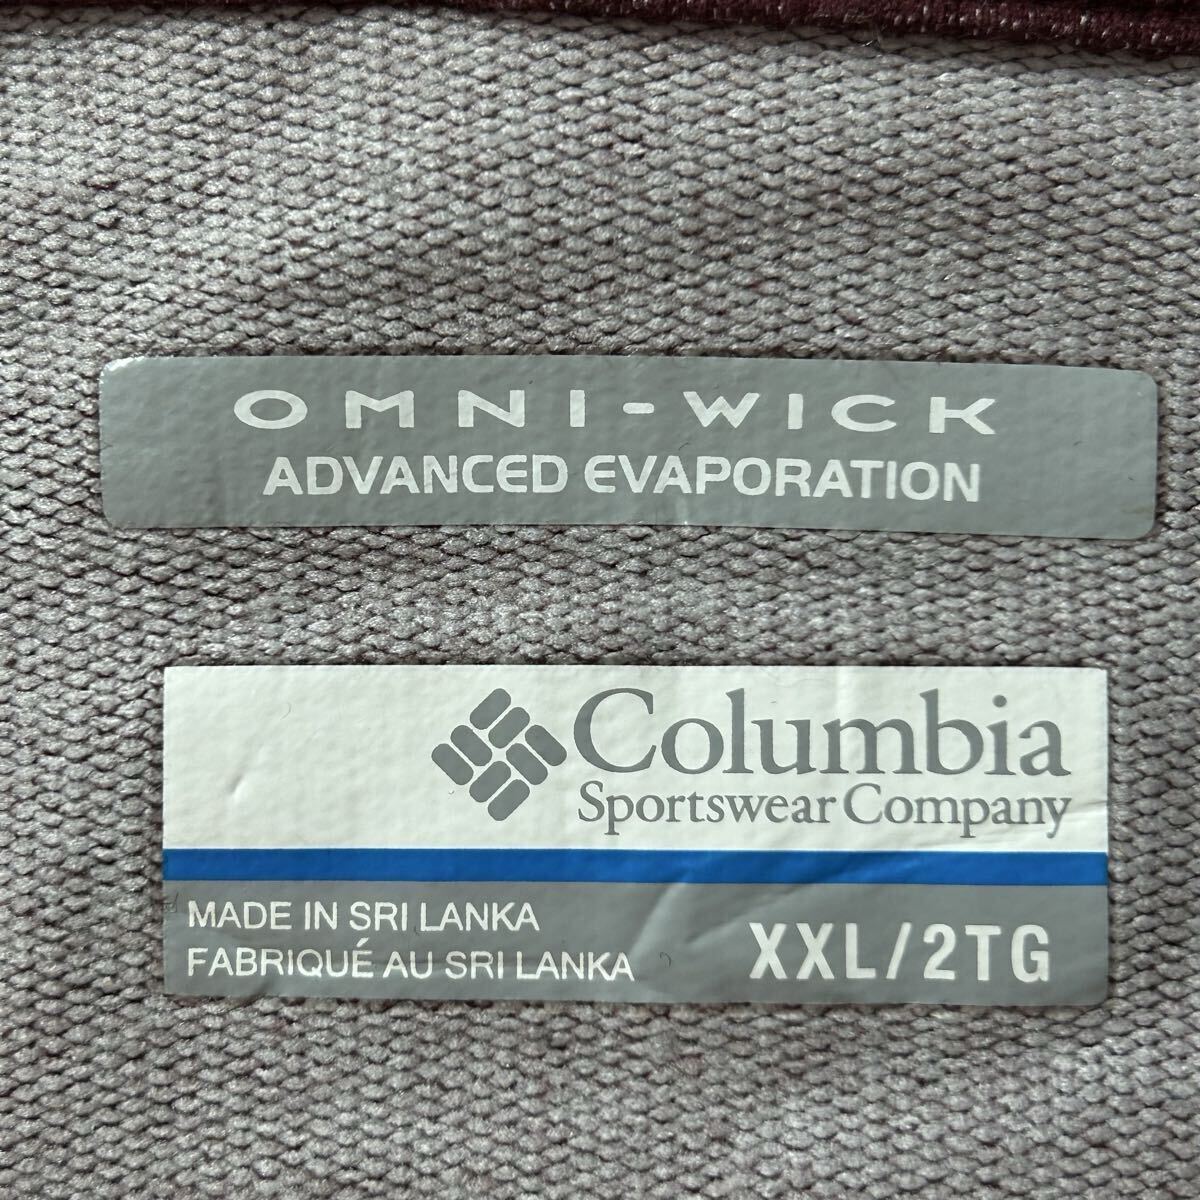 OMNI-WICK
ADVANCED EVAPORATION
Columbia
Sportswear Company
MADE IN SRI LANKA
FABRIQUÉ AU SRI LANKA
XXL/2TG